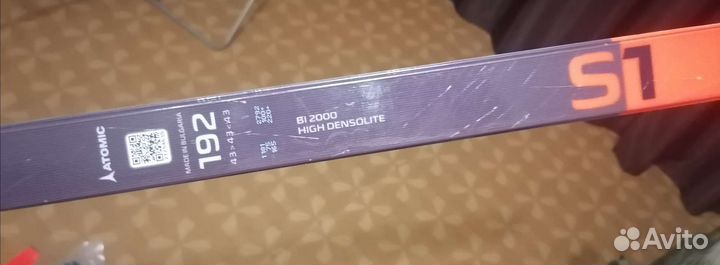 ATOMIC
MADE IN BULGARIA
192
43>43<43
BI 2000
HIGH DENSOLITE
S1
Avito